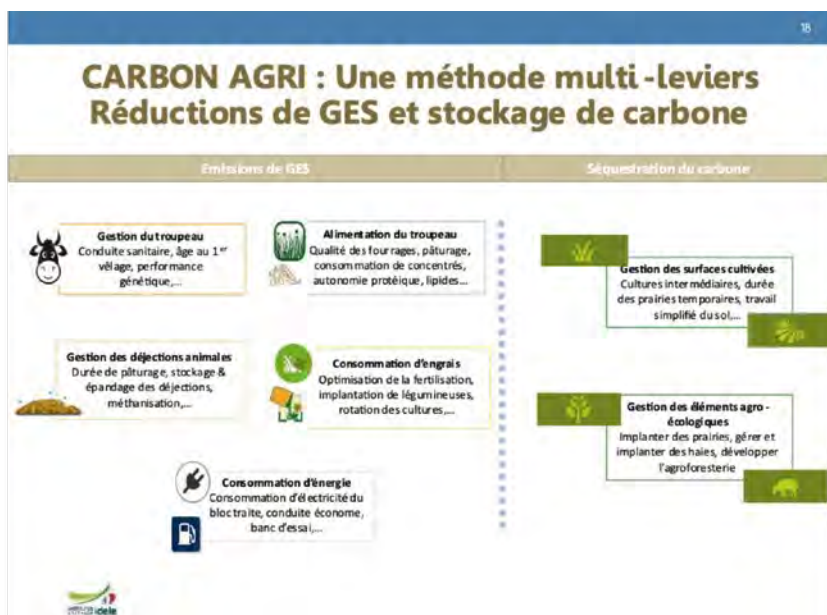 18
CARBON AGRI : Une méthode multi-leviers
Réductions de GES et stockage de carbone
Emissions de GES
Séquestration du carbone
Gestion du troupeau
Conduite sanitaire, âge au 1er
vêlage, performance
génétique,...
Alimentation du troupeau
Qualité des fourrages, pâturage,
consommation de concentrés,
autonomie protéique, lipides...
Gestion des déjections animales
Durée de pâturage, stockage &
épandage des déjections,
méthanisation,...
Consommation d'engrais
Optimisation de la fertilisation,
implantation de légumineuses,
rotation des cultures,...
Consommation d'énergie
Consommation d'électricité du
bloc traite, conduite économe,
banc d'essai,...
Gestion des surfaces cultivées
Cultures intermédiaires, durée
des prairies temporaires, travail
simplifié du sol,...
Gestion des éléments agro-
écologiques
Implanter des prairies, gérer et
implanter des haies, développer
l'agroforesterie
idele